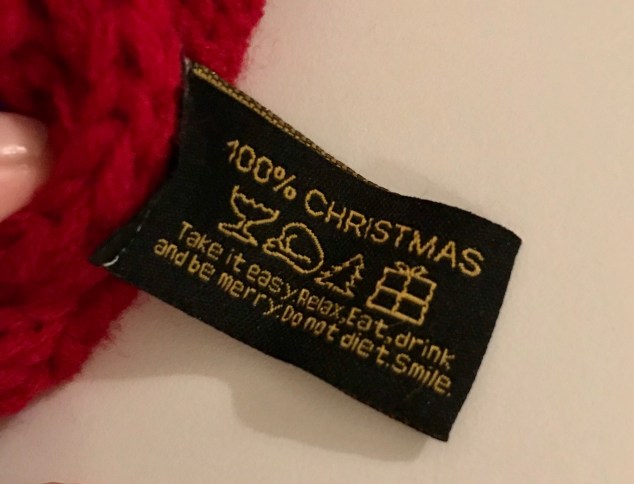 100% CHRISTMAS
Take it easy.Relax.Eat,drink
and be merry.Do not diet.Smile.